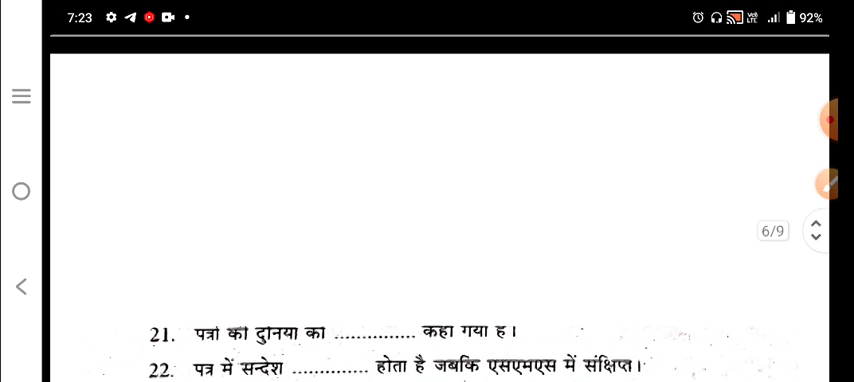 7:23 92%
6/9
21. पत्रों की दुनिया को ............... कहा गया है।
22. पत्र में सन्देश .............. होता है जबकि एसएमएस में संक्षिप्त।